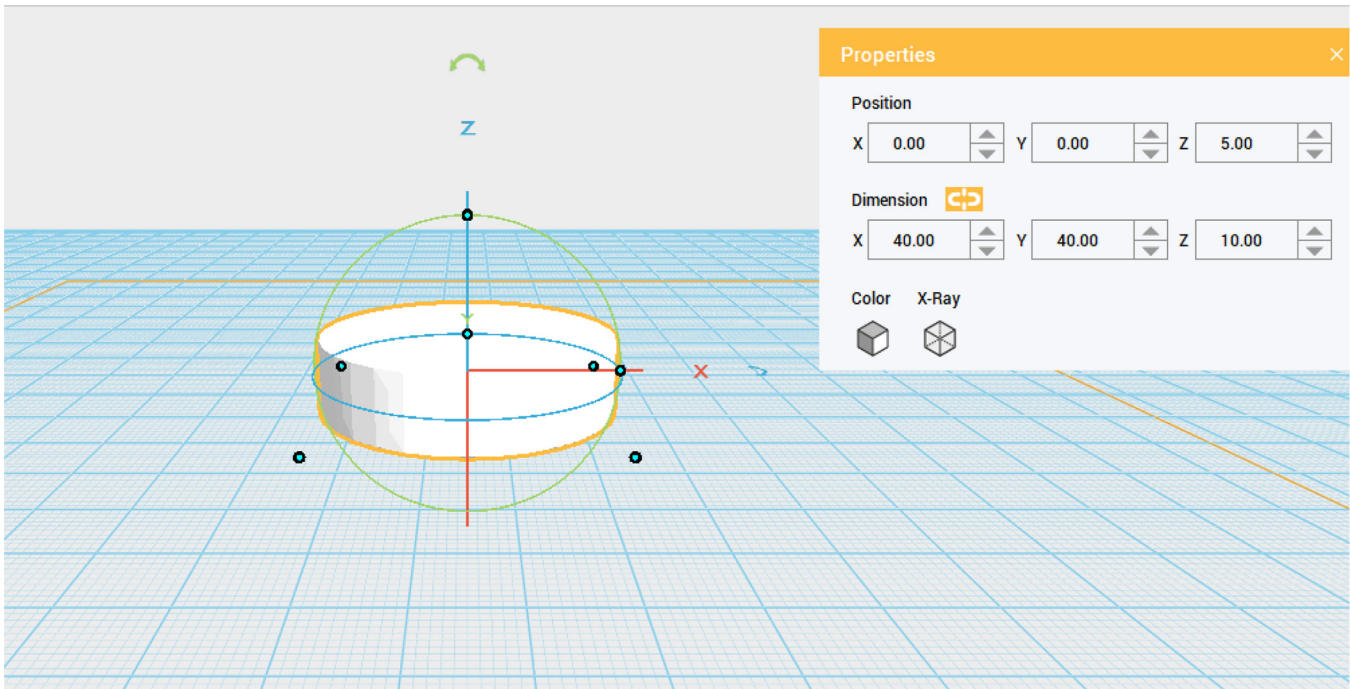 Properties
Position
X 0.00 Y 0.00 Z 5.00
Dimension
X 40.00 Y 40.00 Z 10.00
Color X-Ray
Z
Y
X